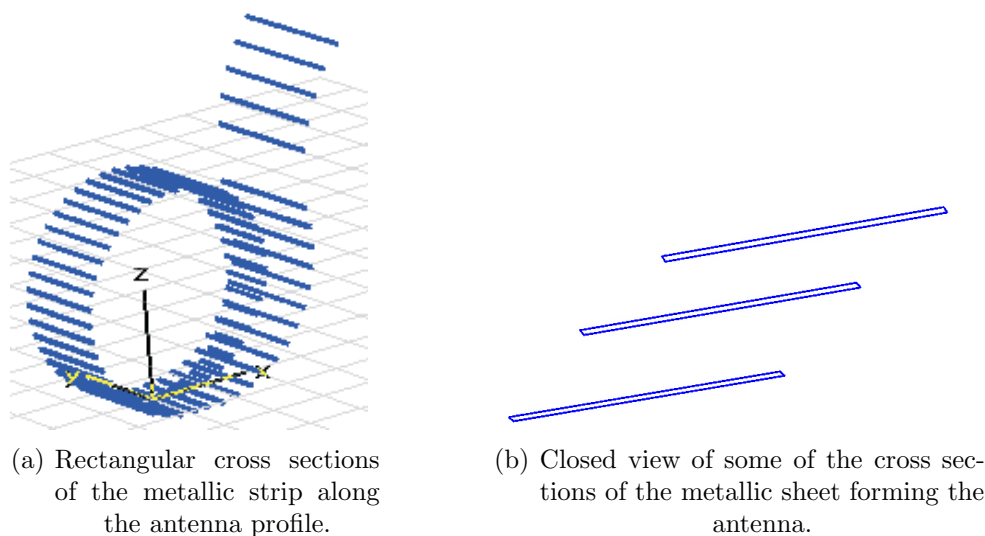 Z
y
x
(a) Rectangular cross sections
of the metallic strip along
the antenna profile.
(b) Closed view of some of the cross sec-
tions of the metallic sheet forming the
antenna.